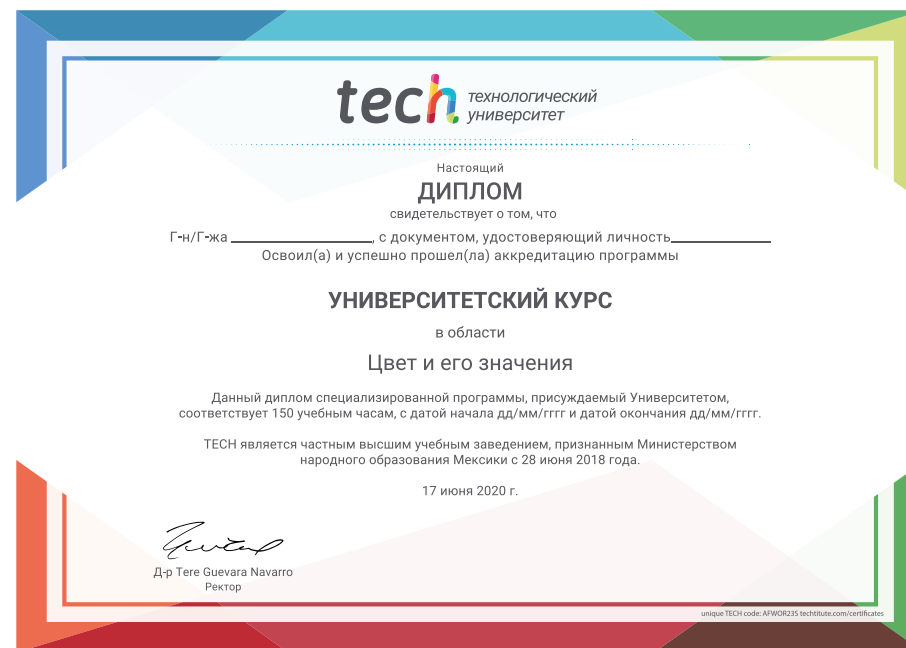 tech технологический университет
Настоящий
ДИПЛОМ
свидетельствует о том, что
Г-н/Г-жа ________________, с документом, удостоверяющий личность____________
Освоил(а) и успешно прошел(ла) аккредитацию программы
УНИВЕРСИТЕТСКИЙ КУРС
в области
Цвет и его значения
Данный диплом специализированной программы, присуждаемый Университетом,
соответствует 150 учебным часам, с датой начала дд/мм/гггг и датой окончания дд/мм/гггг.
TECH является частным высшим учебным заведением, признанным Министерством
народного образования Мексики с 28 июня 2018 года.
17 июня 2020 г.
Д-р Tere Guevara Navarro
Ректор
unique TECH code: AFWOR23S techtitute.com/certificates